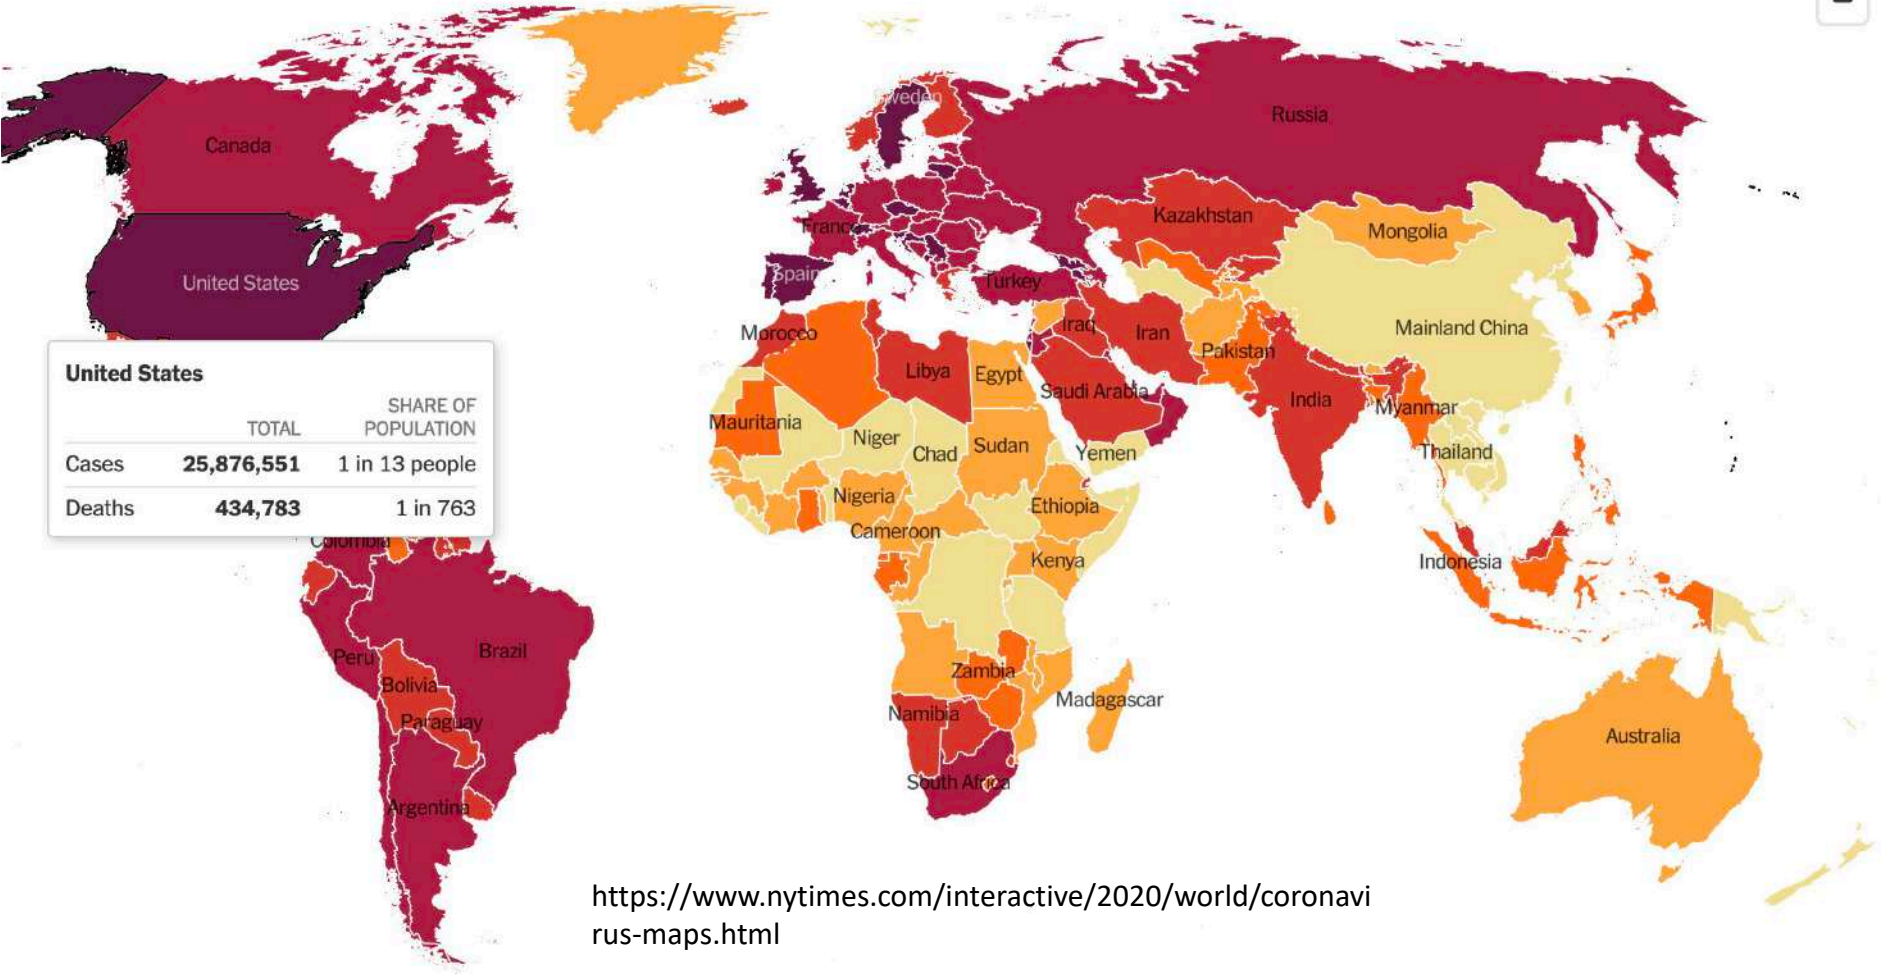 Sweden
Russia
Canada
France
Kazakhstan
Mongolia
United States
Spain
Turkey
Mainland China
Morocco
Iraq
Iran
Pakistan
Libya
Egypt
Saudi Arabia
India
Myanmar
Mauritania
Niger
Chad
Sudan
Yemen
Thailand
United States
SHARE OF
TOTAL POPULATION
Cases 25,876,551 1 in 13 people
Deaths 434,783 1 in 763
Nigeria
Ethiopia
Cameroon
Colombia
Kenya
Indonesia
Peru
Brazil
Bolivia
Zambia
Madagascar
Paraguay
Namibia
Australia
South Africa
Argentina
https://www.nytimes.com/interactive/2020/world/coronavi
rus-maps.html